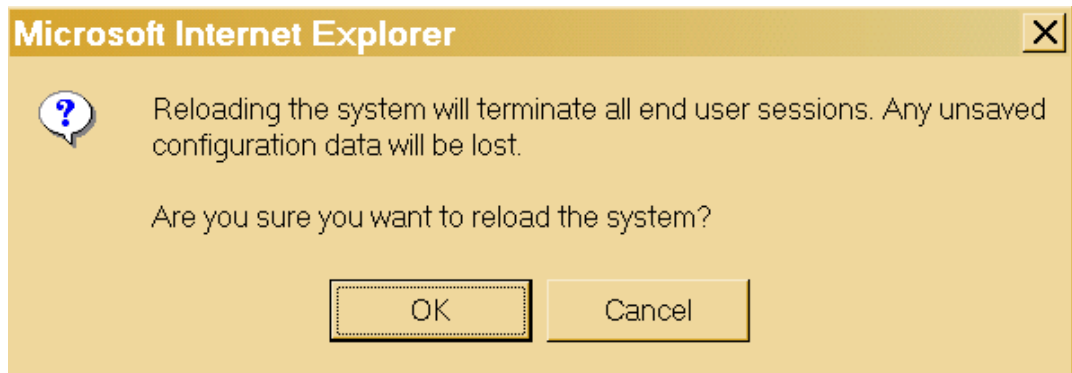 Microsoft Internet Explorer
Reloading the system will terminate all end user sessions. Any unsaved
configuration data will be lost.
Are you sure you want to reload the system?
OK
Cancel